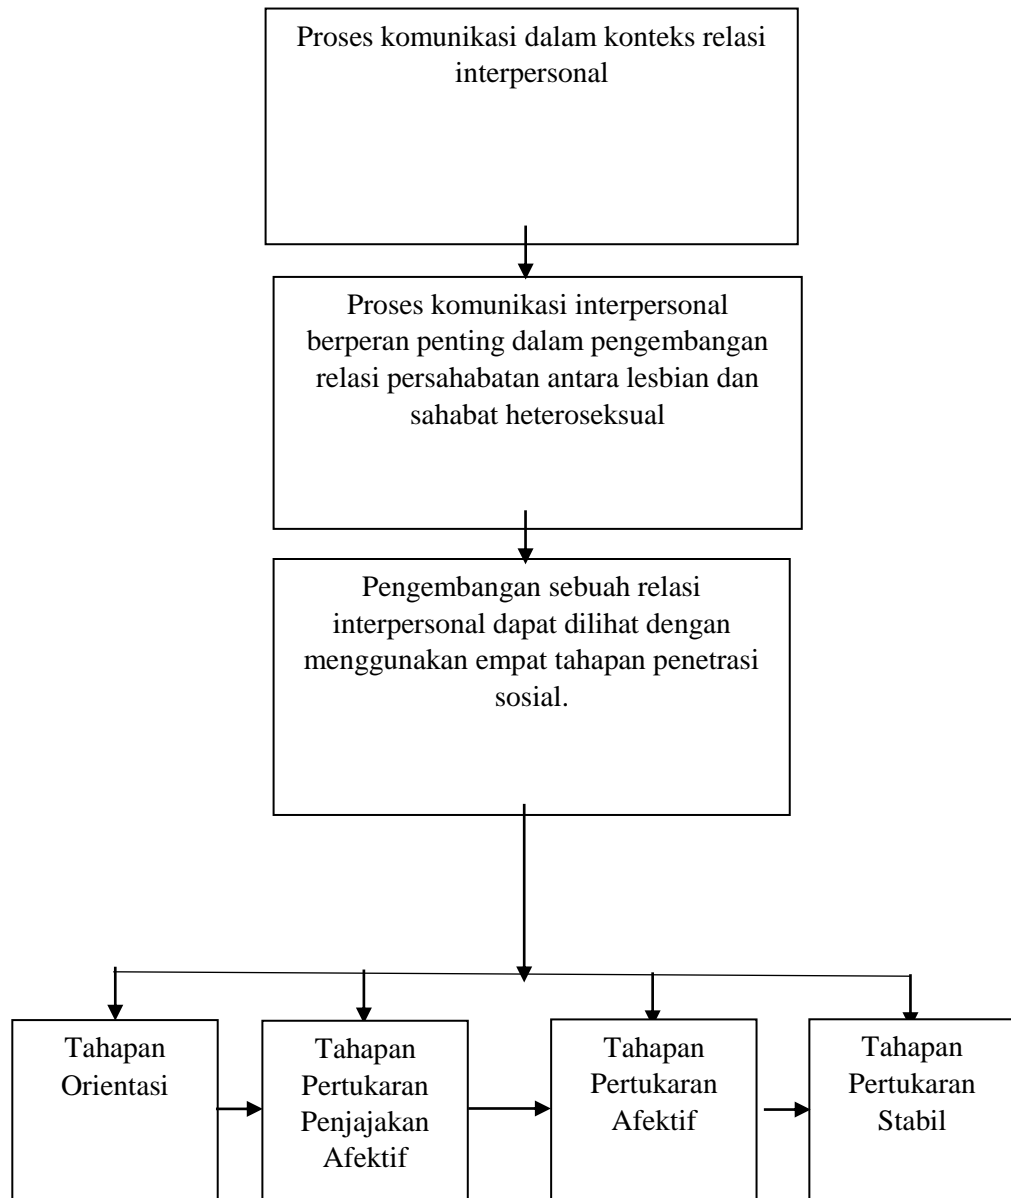 Proses komunikasi dalam konteks relasi
interpersonal
Proses komunikasi interpersonal
berperan penting dalam pengembangan
relasi persahabatan antara lesbian dan
sahabat heteroseksual
Pengembangan sebuah relasi
interpersonal dapat dilihat dengan
menggunakan empat tahapan penetrasi
sosial.
Tahapan
Orientasi
Tahapan
Pertukaran
Penjajakan
Afektif
Tahapan
Pertukaran
Afektif
Tahapan
Pertukaran
Stabil